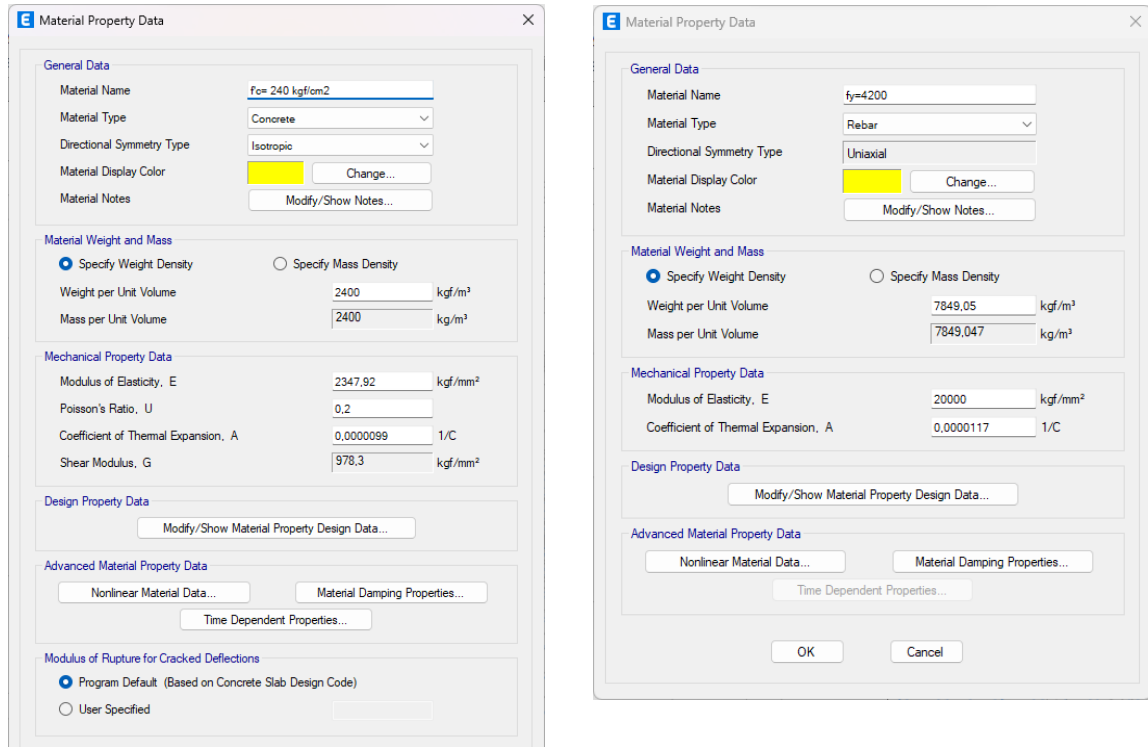 E Material Property Data
General Data
Material Name f'c= 240 kgf/cm2
Material Type Concrete
Directional Symmetry Type Isotropic
Material Display Color Change...
Material Notes Modify/Show Notes...
Material Weight and Mass
Specify Weight Density Specify Mass Density
Weight per Unit Volume 2400 kgf/m³
Mass per Unit Volume 2400 kg/m³
Mechanical Property Data
Modulus of Elasticity, E 2347,92 kgf/mm²
Poisson's Ratio, U 0,2
Coefficient of Thermal Expansion, A 0,0000099 1/C
Shear Modulus, G 978,3 kgf/mm²
Design Property Data
Modify/Show Material Property Design Data...
Advanced Material Property Data
Nonlinear Material Data... Material Damping Properties...
Time Dependent Properties...
Modulus of Rupture for Cracked Deflections
Program Default (Based on Concrete Slab Design Code)
User Specified
E Material Property Data
General Data
Material Name fy=4200
Material Type Rebar
Directional Symmetry Type Uniaxial
Material Display Color Change...
Material Notes Modify/Show Notes...
Material Weight and Mass
Specify Weight Density Specify Mass Density
Weight per Unit Volume 7849,05 kgf/m³
Mass per Unit Volume 7849,047 kg/m³
Mechanical Property Data
Modulus of Elasticity, E 20000 kgf/mm²
Coefficient of Thermal Expansion, A 0,0000117 1/C
Design Property Data
Modify/Show Material Property Design Data...
Advanced Material Property Data
Nonlinear Material Data... Material Damping Properties...
Time Dependent Properties...
OK Cancel